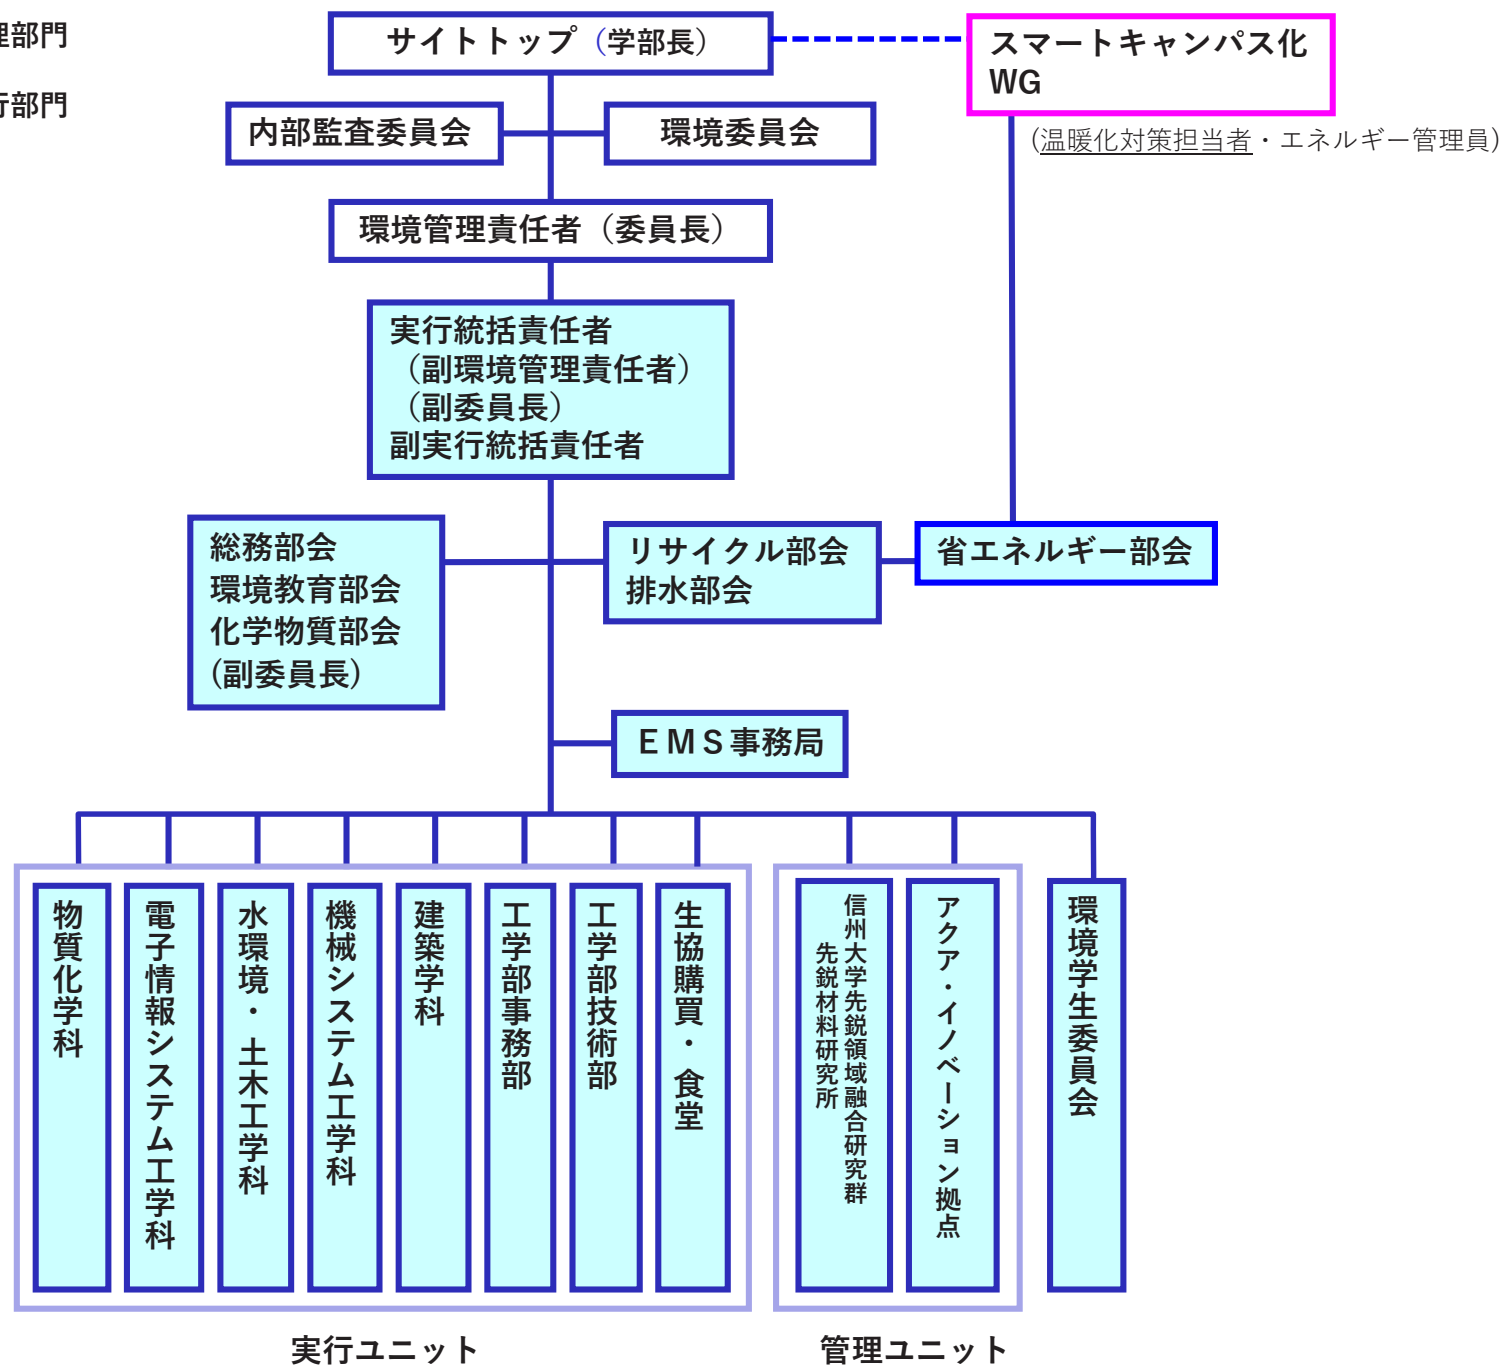 理部門
行部門
サイトトップ（学部長）
スマートキャンパス化
WG
(温暖化対策担当者・エネルギー管理員)
内部監査委員会
環境委員会
環境管理責任者（委員長）
実行統括責任者
（副環境管理責任者）
（副委員長）
副実行統括責任者
総務部会
環境教育部会
化学物質部会
(副委員長)
リサイクル部会
排水部会
省エネルギー部会
ＥＭＳ事務局
物質化学科
電子情報システム工学科
水環境・土木工学科
機械システム工学科
建築学科
工学部事務部
工学部技術部
生協購買・食堂
信州大学先鋭領域融合研究群
先鋭材料研究所
アクア・イノベーション拠点
環境学生委員会
実行ユニット
管理ユニット